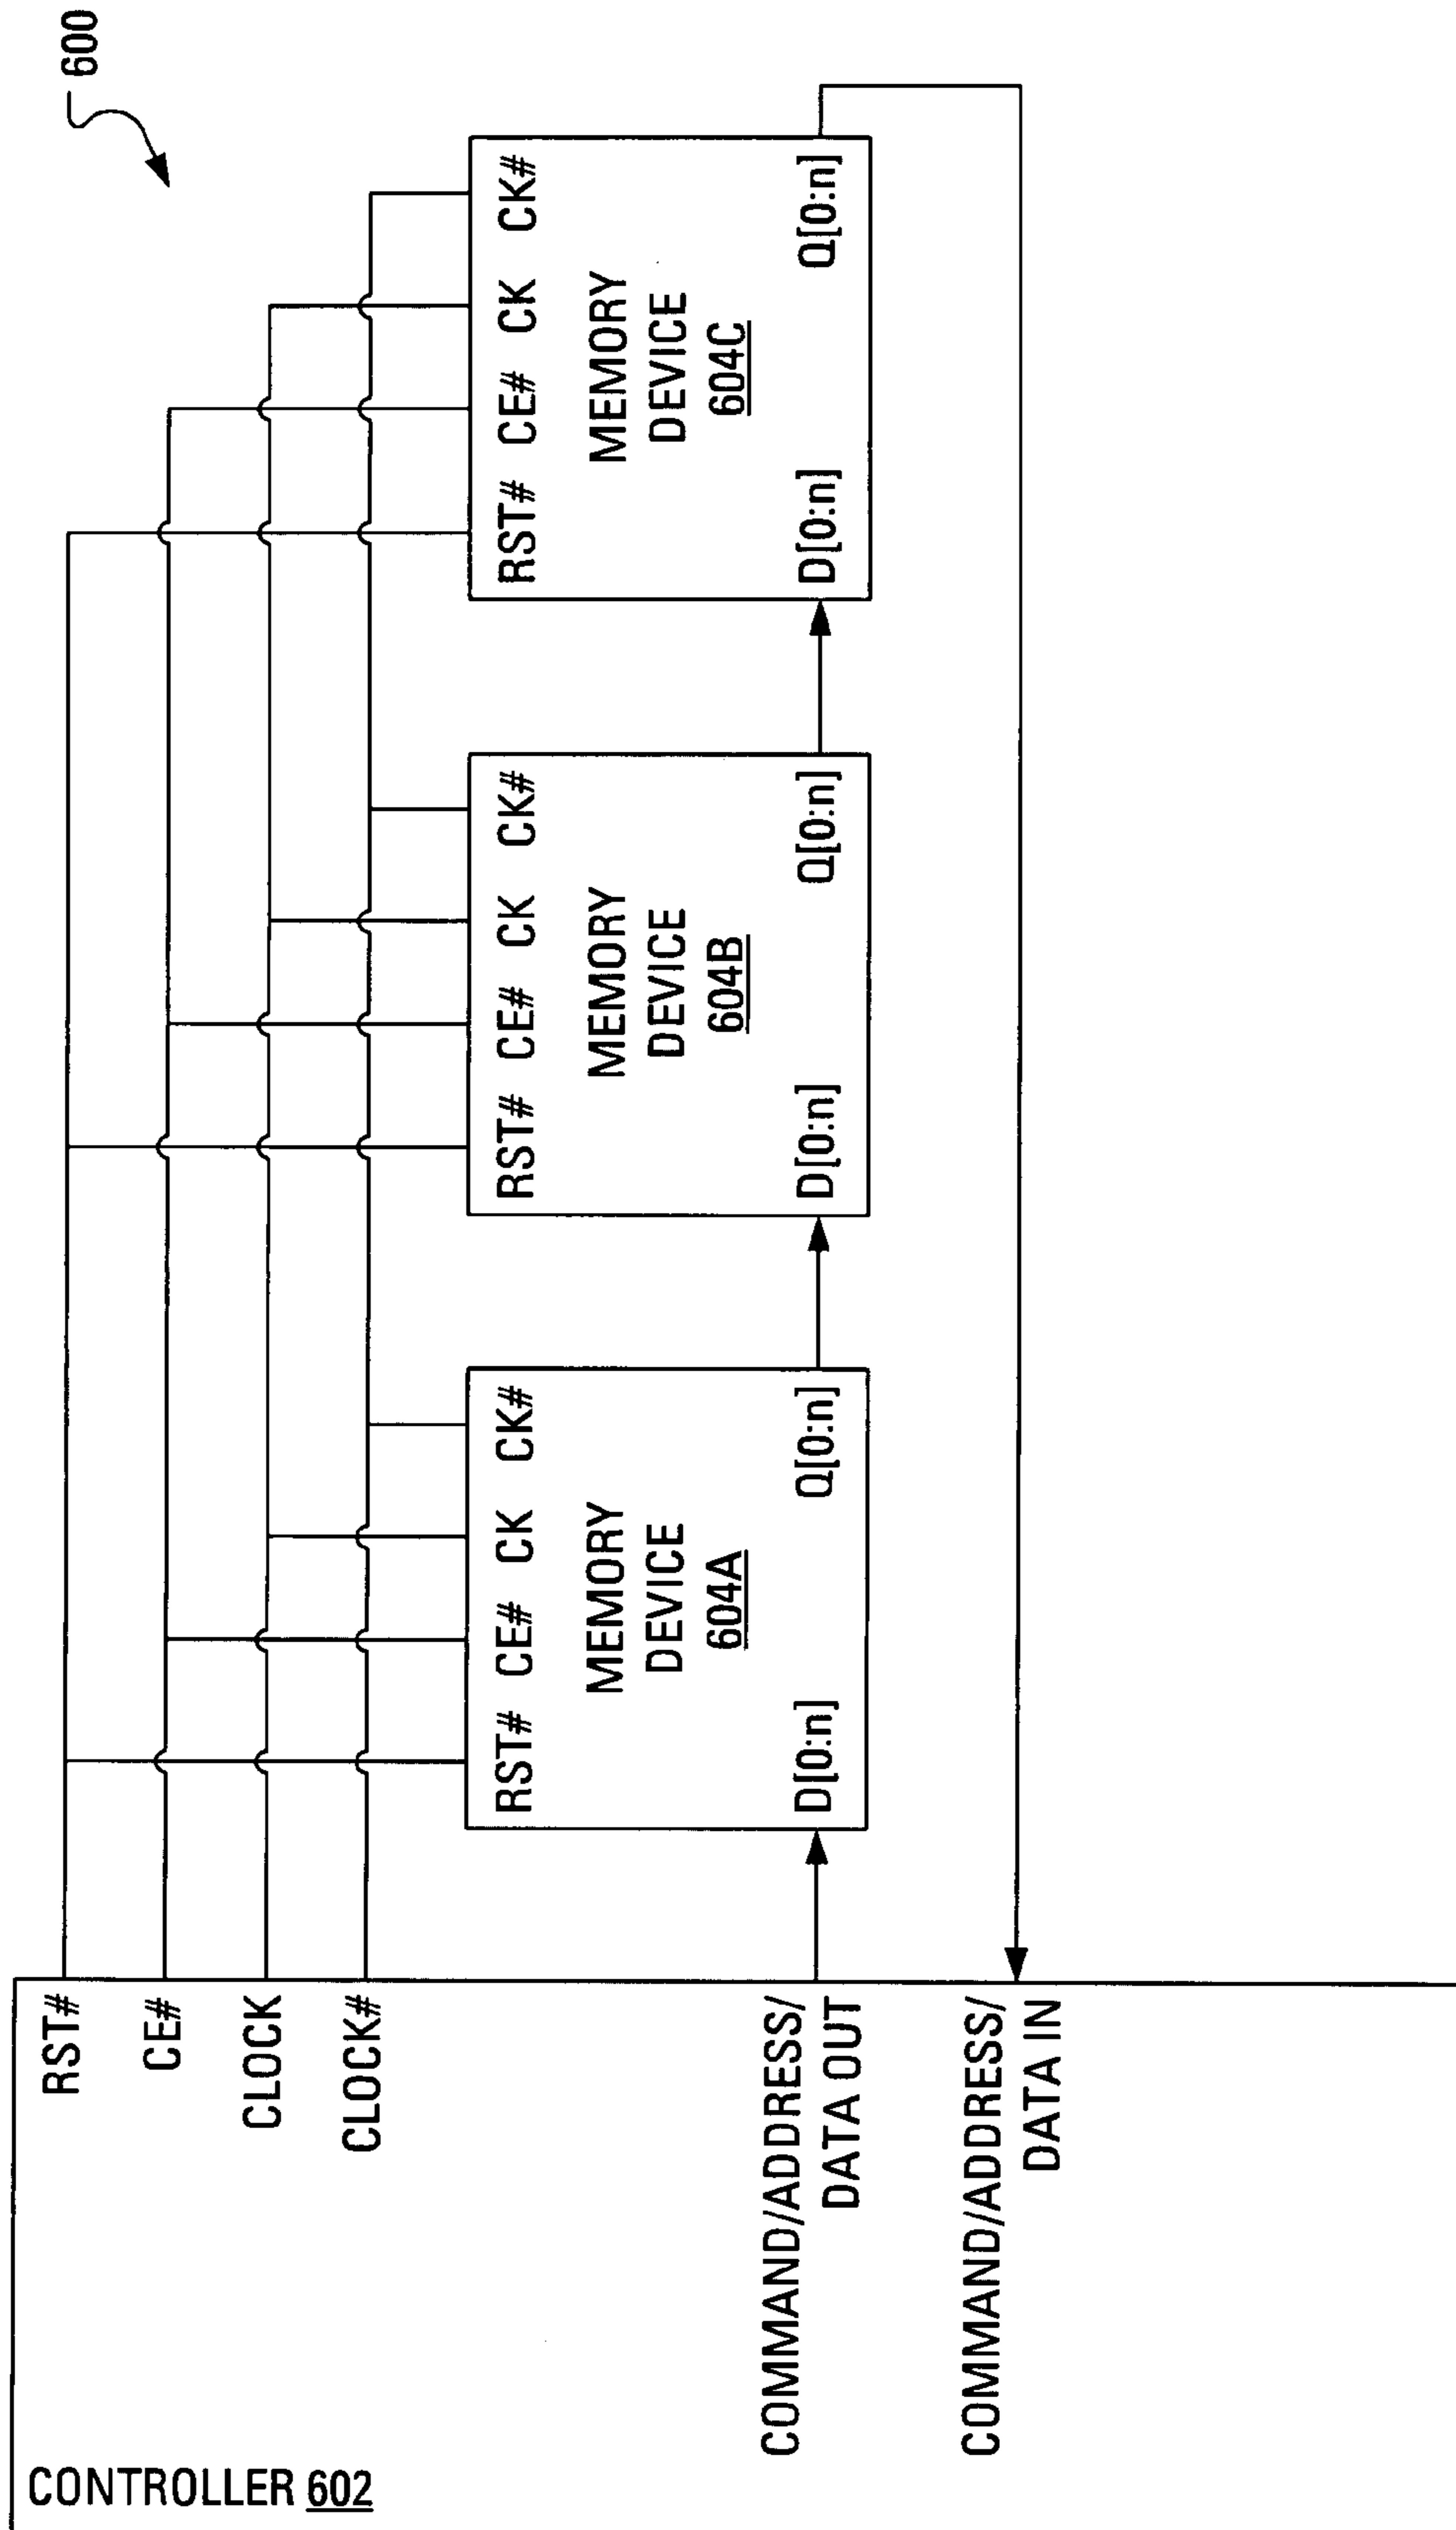 600
CONTROLLER 602
RST#
CE#
CLOCK
CLOCK#
COMMAND/ADDRESS/
DATA OUT
COMMAND/ADDRESS/
DATA IN
RST# CE# CK CK#
MEMORY
DEVICE
604A
D[0:n] Q[0:n]
RST# CE# CK CK#
MEMORY
DEVICE
604B
D[0:n] Q[0:n]
RST# CE# CK CK#
MEMORY
DEVICE
604C
D[0:n] Q[0:n]